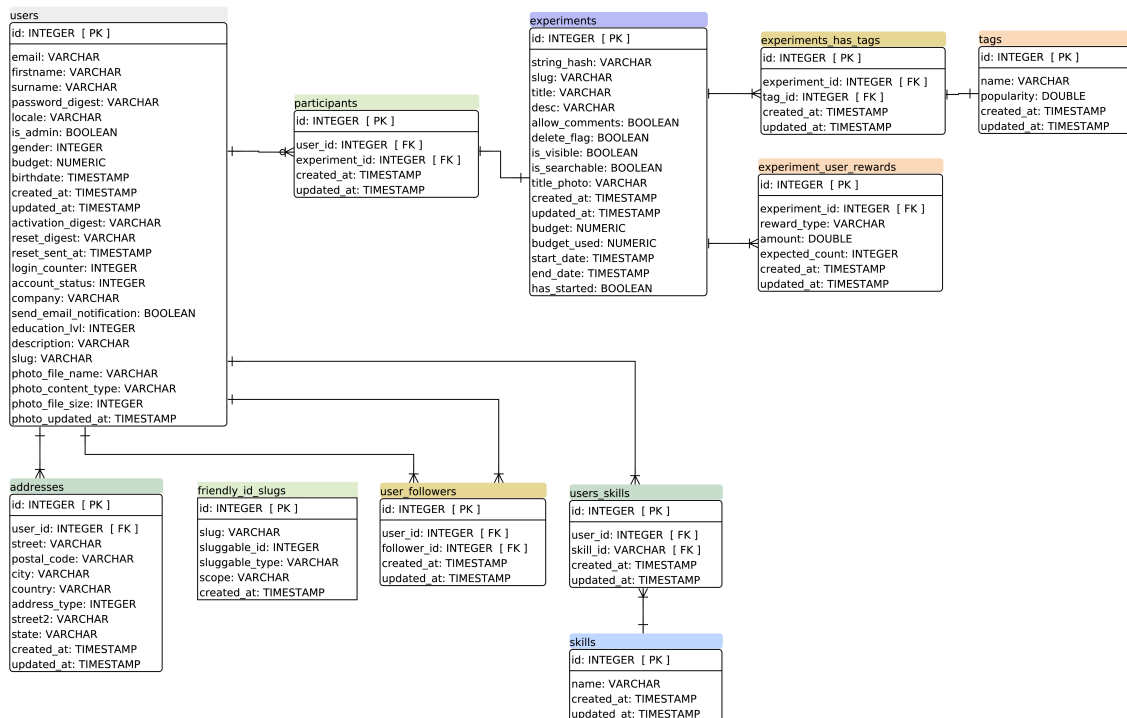 users
id: INTEGER [ PK ]
email: VARCHAR
firstname: VARCHAR
surname: VARCHAR
password_digest: VARCHAR
locale: VARCHAR
is_admin: BOOLEAN
gender: INTEGER
budget: NUMERIC
birthdate: TIMESTAMP
created_at: TIMESTAMP
updated_at: TIMESTAMP
activation_digest: VARCHAR
reset_digest: VARCHAR
reset_sent_at: TIMESTAMP
login_counter: INTEGER
account_status: INTEGER
company: VARCHAR
send_email_notification: BOOLEAN
education_lvl: INTEGER
description: VARCHAR
slug: VARCHAR
photo_file_name: VARCHAR
photo_content_type: VARCHAR
photo_file_size: INTEGER
photo_updated_at: TIMESTAMP
participants
id: INTEGER [ PK ]
user_id: INTEGER [ FK ]
experiment_id: INTEGER [ FK ]
created_at: TIMESTAMP
updated_at: TIMESTAMP
experiments
id: INTEGER [ PK ]
string_hash: VARCHAR
slug: VARCHAR
title: VARCHAR
desc: VARCHAR
allow_comments: BOOLEAN
delete_flag: BOOLEAN
is_visible: BOOLEAN
is_searchable: BOOLEAN
title_photo: VARCHAR
created_at: TIMESTAMP
updated_at: TIMESTAMP
budget: NUMERIC
budget_used: NUMERIC
start_date: TIMESTAMP
end_date: TIMESTAMP
has_started: BOOLEAN
experiments_has_tags
id: INTEGER [ PK ]
experiment_id: INTEGER [ FK ]
tag_id: INTEGER [ FK ]
created_at: TIMESTAMP
updated_at: TIMESTAMP
tags
id: INTEGER [ PK ]
name: VARCHAR
popularity: DOUBLE
created_at: TIMESTAMP
updated_at: TIMESTAMP
experiment_user_rewards
id: INTEGER [ PK ]
experiment_id: INTEGER [ FK ]
reward_type: VARCHAR
amount: DOUBLE
expected_count: INTEGER
created_at: TIMESTAMP
updated_at: TIMESTAMP
addresses
id: INTEGER [ PK ]
user_id: INTEGER [ FK ]
street: VARCHAR
postal_code: VARCHAR
city: VARCHAR
country: VARCHAR
address_type: INTEGER
street2: VARCHAR
state: VARCHAR
created_at: TIMESTAMP
updated_at: TIMESTAMP
friendly_id_slugs
id: INTEGER [ PK ]
slug: VARCHAR
sluggable_id: INTEGER
sluggable_type: VARCHAR
scope: VARCHAR
created_at: TIMESTAMP
user_followers
id: INTEGER [ PK ]
user_id: INTEGER [ FK ]
follower_id: INTEGER [ FK ]
created_at: TIMESTAMP
updated_at: TIMESTAMP
users_skills
id: INTEGER [ PK ]
user_id: INTEGER [ FK ]
skill_id: VARCHAR [ FK ]
created_at: TIMESTAMP
updated_at: TIMESTAMP
skills
id: INTEGER [ PK ]
name: VARCHAR
created_at: TIMESTAMP
updated_at: TIMESTAMP